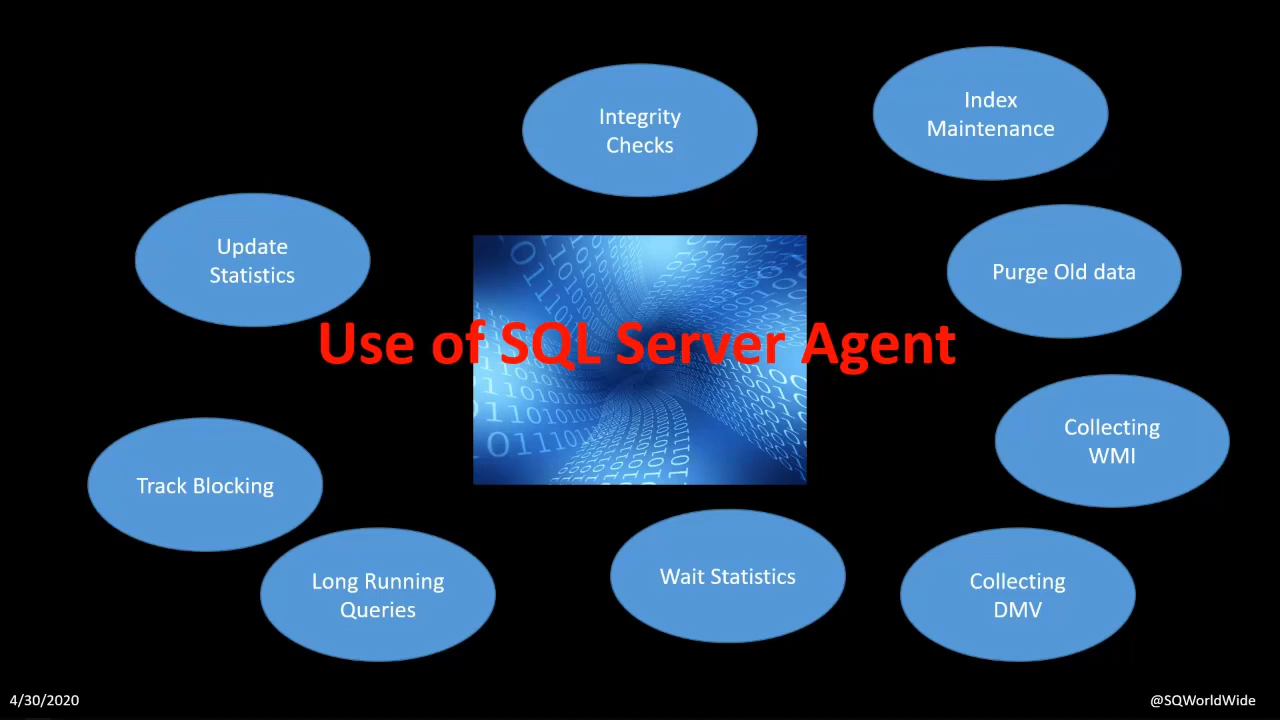 Integrity
Checks
Index
Maintenance
Update
Statistics
Purge Old data
Use of SQL Server Agent
Collecting
WMI
Track Blocking
Long Running
Queries
Wait Statistics
Collecting
DMV
4/30/2020
@SQWorldWide